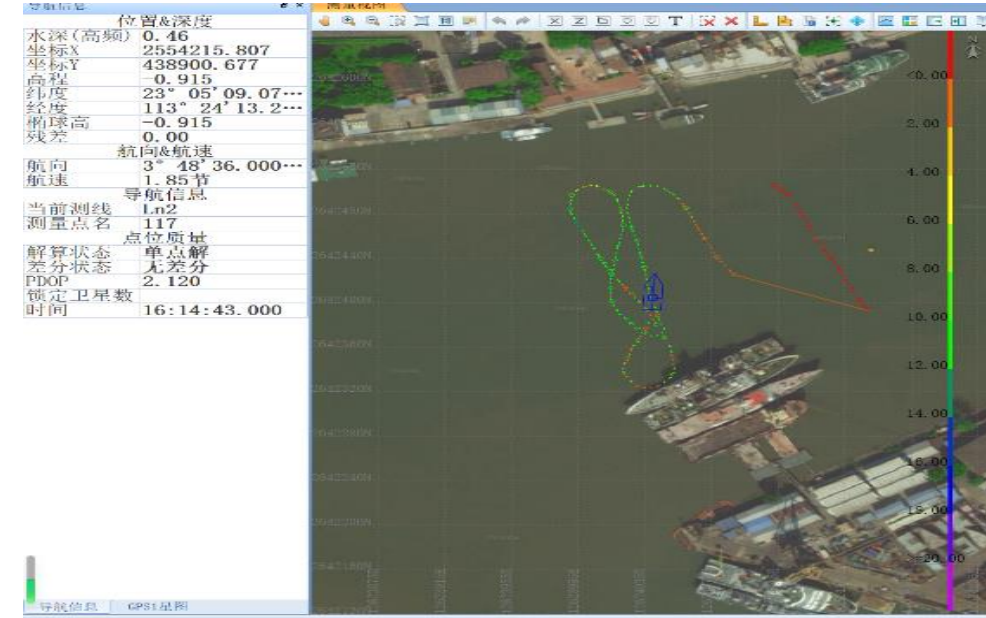 导航信息
测量视图
位置&深度
水深(高频) 0.46
坐标X 2554215.807
坐标Y 438900.677
高程 -0.915
纬度 23° 05′09.07···
经度 113° 24′13.2···
椭球高 -0.915
残差 0.00
航向&航速
航向 3° 48′36.000···
航速 1.85节
导航信息
当前测线 Ln2
测量点名 117
点位质量
解算状态 单点解
差分状态 无差分
PDOP 2.120
锁定卫星数
时间 16:14:43.000
导航信息 GPS1星图
N
0.00
2.00
4.00
6.00
8.00
10.00
12.00
14.00
16.00
18.00
20.00